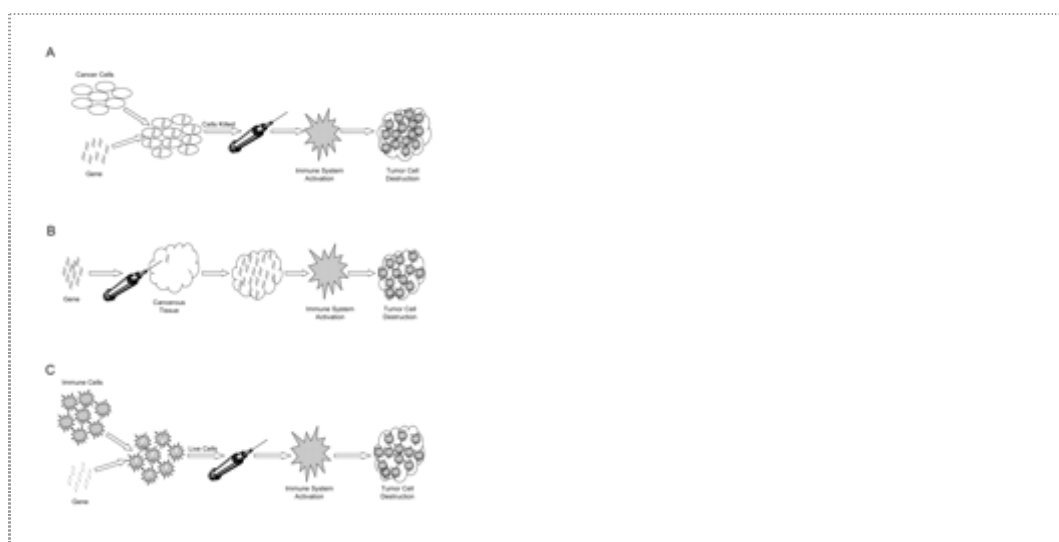 A
Cancer Cells
Cells Killed
Gene
Immune System
Activation
Tumor Cell
Destruction
B
Gene
Cancerous
Tissue
Immune System
Activation
Tumor Cell
Destruction
C
Immune Cells
Live Cells
Gene
Immune System
Activation
Tumor Cell
Destruction